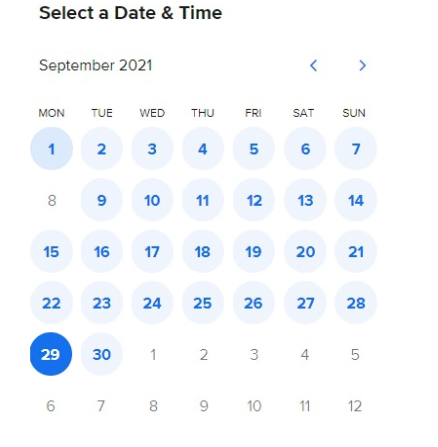 Select a Date & Time
September 2021
MON TUE WED THU FRI SAT SUN
1 2 3 4 5 6 7
8 9 10 11 12 13 14
15 16 17 18 19 20 21
22 23 24 25 26 27 28
29 30 1 2 3 4 5
6 7 8 9 10 11 12